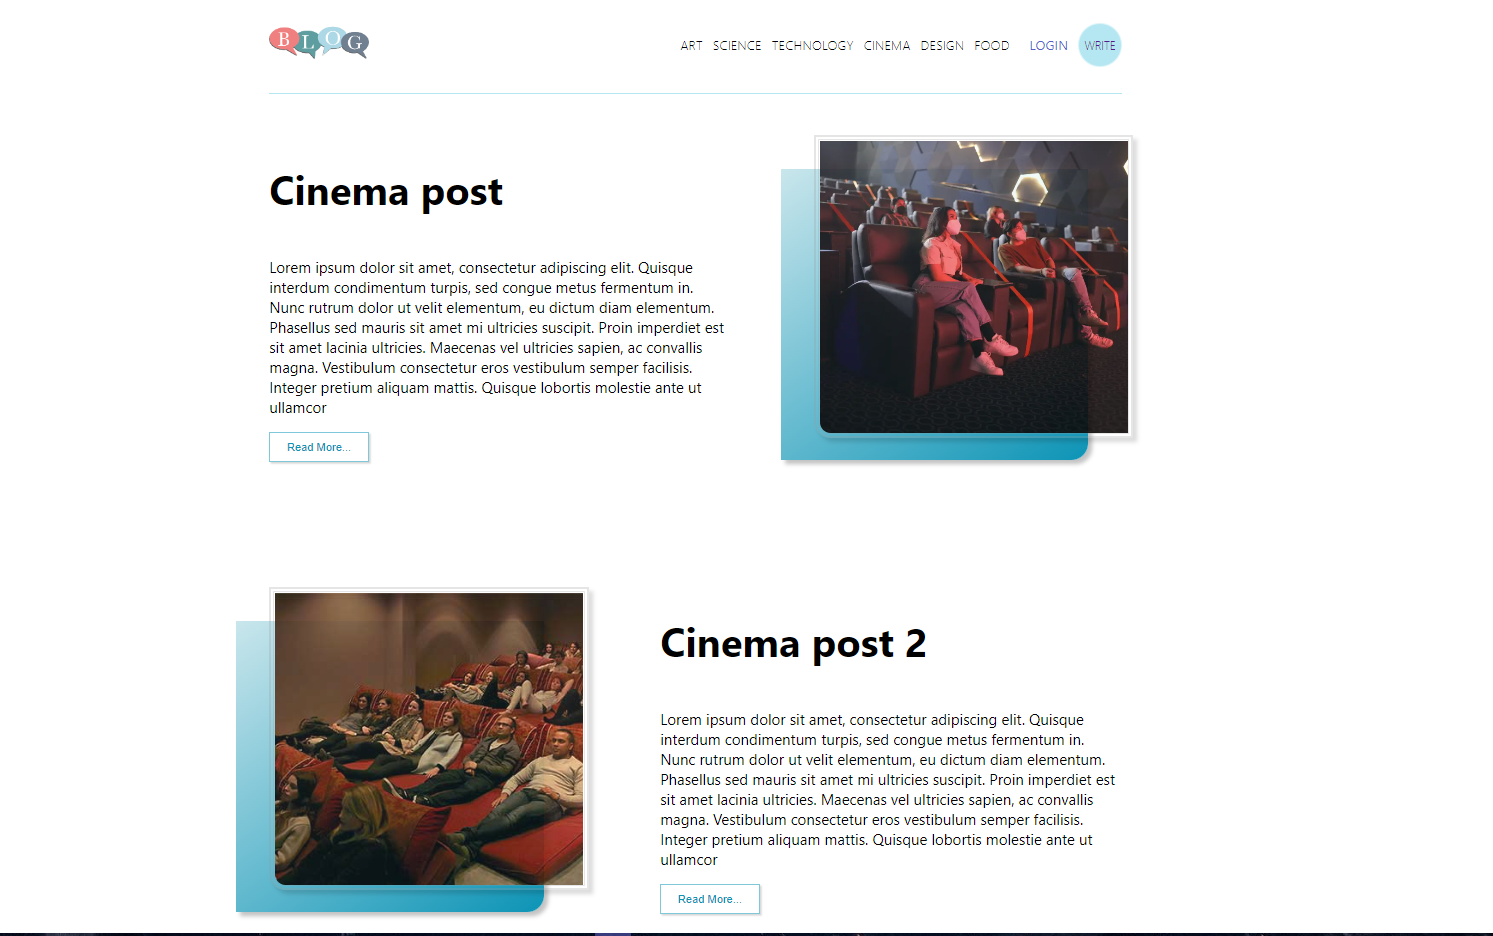 BLOG
ART SCIENCE TECHNOLOGY CINEMA DESIGN FOOD LOGIN WRITE
Cinema post
Lorem ipsum dolor sit amet, consectetur adipiscing elit. Quisque
interdum condimentum turpis, sed congue metus fermentum in.
Nunc rutrum dolor ut velit elementum, eu dictum diam elementum.
Phasellus sed mauris sit amet mi ultricies suscipit. Proin imperdiet est
sit amet lacinia ultricies. Maecenas vel ultricies sapien, ac convallis
magna. Vestibulum consectetur eros vestibulum semper facilisis.
Integer pretium aliquam mattis. Quisque lobortis molestie ante ut
ullamcor
Read More...
Cinema post 2
Lorem ipsum dolor sit amet, consectetur adipiscing elit. Quisque
interdum condimentum turpis, sed congue metus fermentum in.
Nunc rutrum dolor ut velit elementum, eu dictum diam elementum.
Phasellus sed mauris sit amet mi ultricies suscipit. Proin imperdiet est
sit amet lacinia ultricies. Maecenas vel ultricies sapien, ac convallis
magna. Vestibulum consectetur eros vestibulum semper facilisis.
Integer pretium aliquam mattis. Quisque lobortis molestie ante ut
ullamcor
Read More...